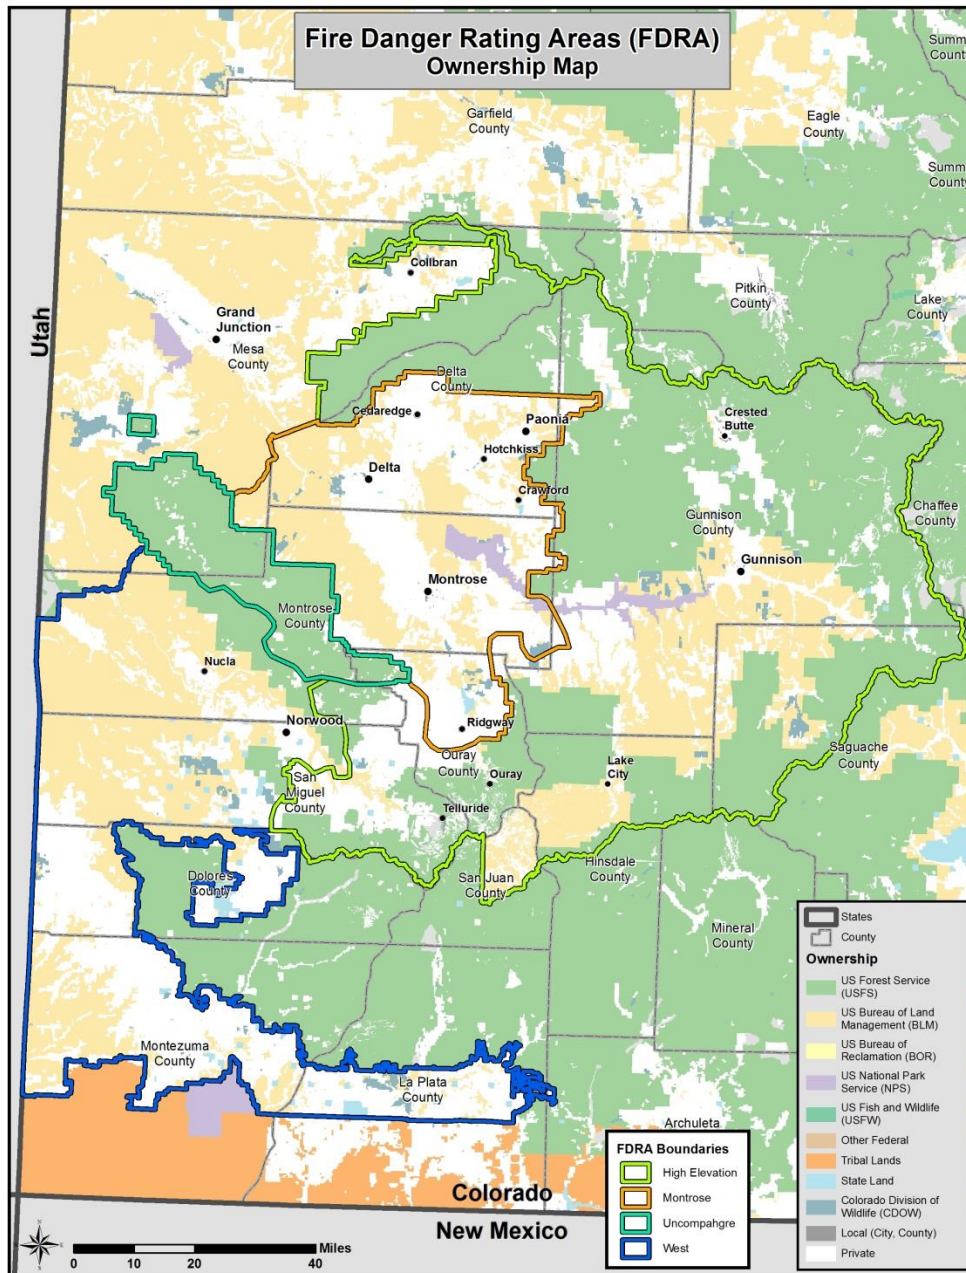 Fire Danger Rating Areas (FDRA)
Ownership Map
Summ
Count
Garfield
County
Eagle
County
Summ
Count
Utah
Collbran
Pitkin
County
Lake
County
Grand
Junction
Mesa
County
Delta
County
Cedaredge
Paonia
Crested
Butte
Hotchkiss
Delta
Crawford
Gunnison
County
Chaffee
County
Gunnison
Montrose
Montrose
County
Nucla
Norwood
Ridgway
Ouray
County
Saguache
County
San
Miguel
County
Ouray
Lake
City
Telluride
Dolores
County
San Juan
County
Hinsdale
County
Mineral
County
Montezuma
County
La Plata
County
Archuleta
Colorado
New Mexico
N
Miles
0
10
20
40
FDRA Boundaries
High Elevation
Montrose
Uncompahgre
West
States
County
Ownership
US Forest Service
(USFS)
US Bureau of Land
Management (BLM)
US Bureau of
Reclamation (BOR)
US National Park
Service (NPS)
US Fish and Wildlife
(USFW)
Other Federal
Tribal Lands
State Land
Colorado Division of
Wildlife (CDOW)
Local (City, County)
Private